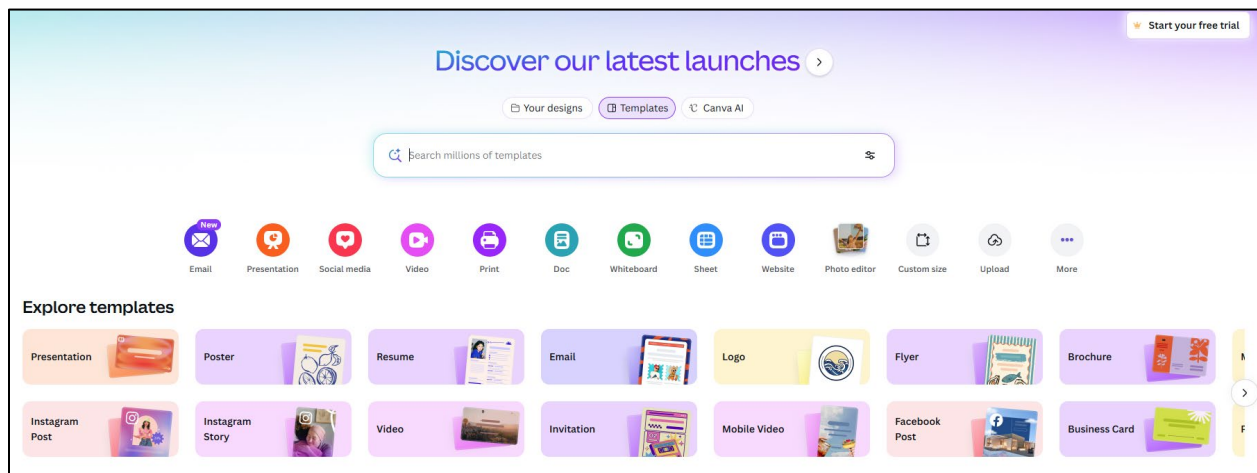 Start your free trial
Discover our latest launches
Your designs
Templates
Canva AI
Search millions of templates
New
Email
Presentation
Social media
Video
Print
Doc
Whiteboard
Sheet
Website
Photo editor
Custom size
Upload
More
Explore templates
Presentation
Poster
Resume
Email
Logo
Flyer
Brochure
Instagram
Post
Instagram
Story
Video
Invitation
Mobile Video
Facebook
Post
Business Card